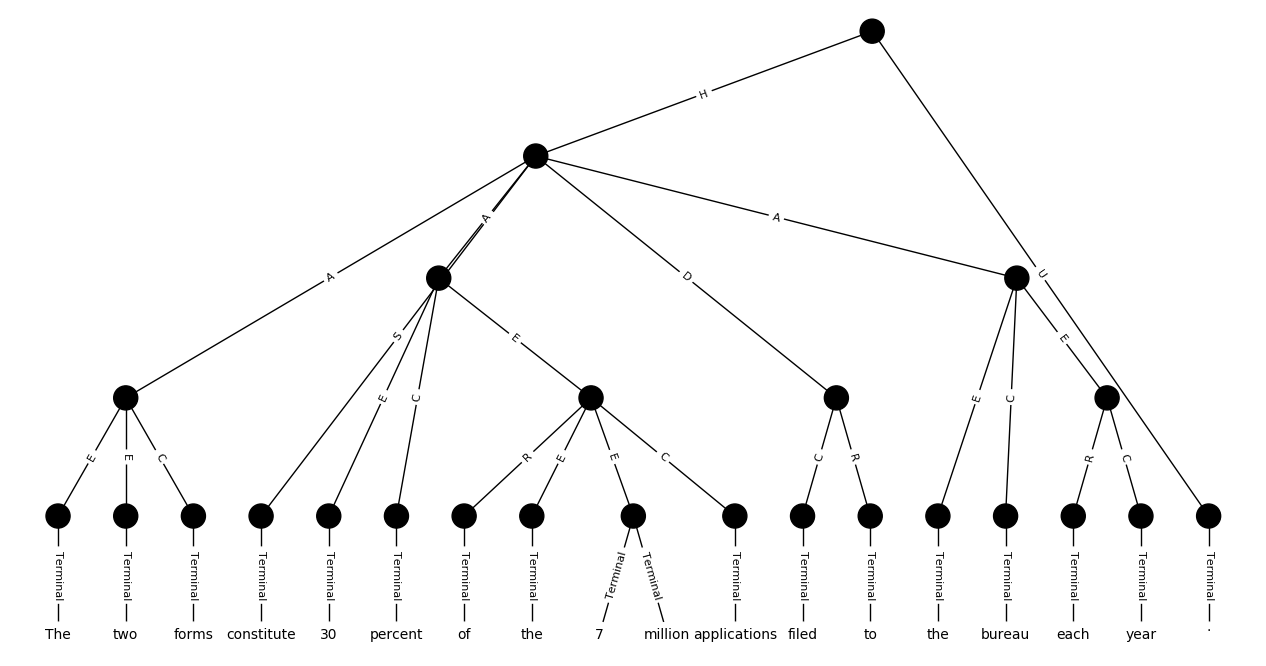 H
A
A
D
A
U
S
E
E
E
C
E
C
E
E
C
R
E
E
C
C
R
R
C
Terminal Terminal Terminal Terminal Terminal Terminal Terminal Terminal Terminal Terminal Terminal Terminal Terminal Terminal Terminal Terminal Terminal Terminal
The two forms constitute 30 percent of the 7 million applications filed to the bureau each year .